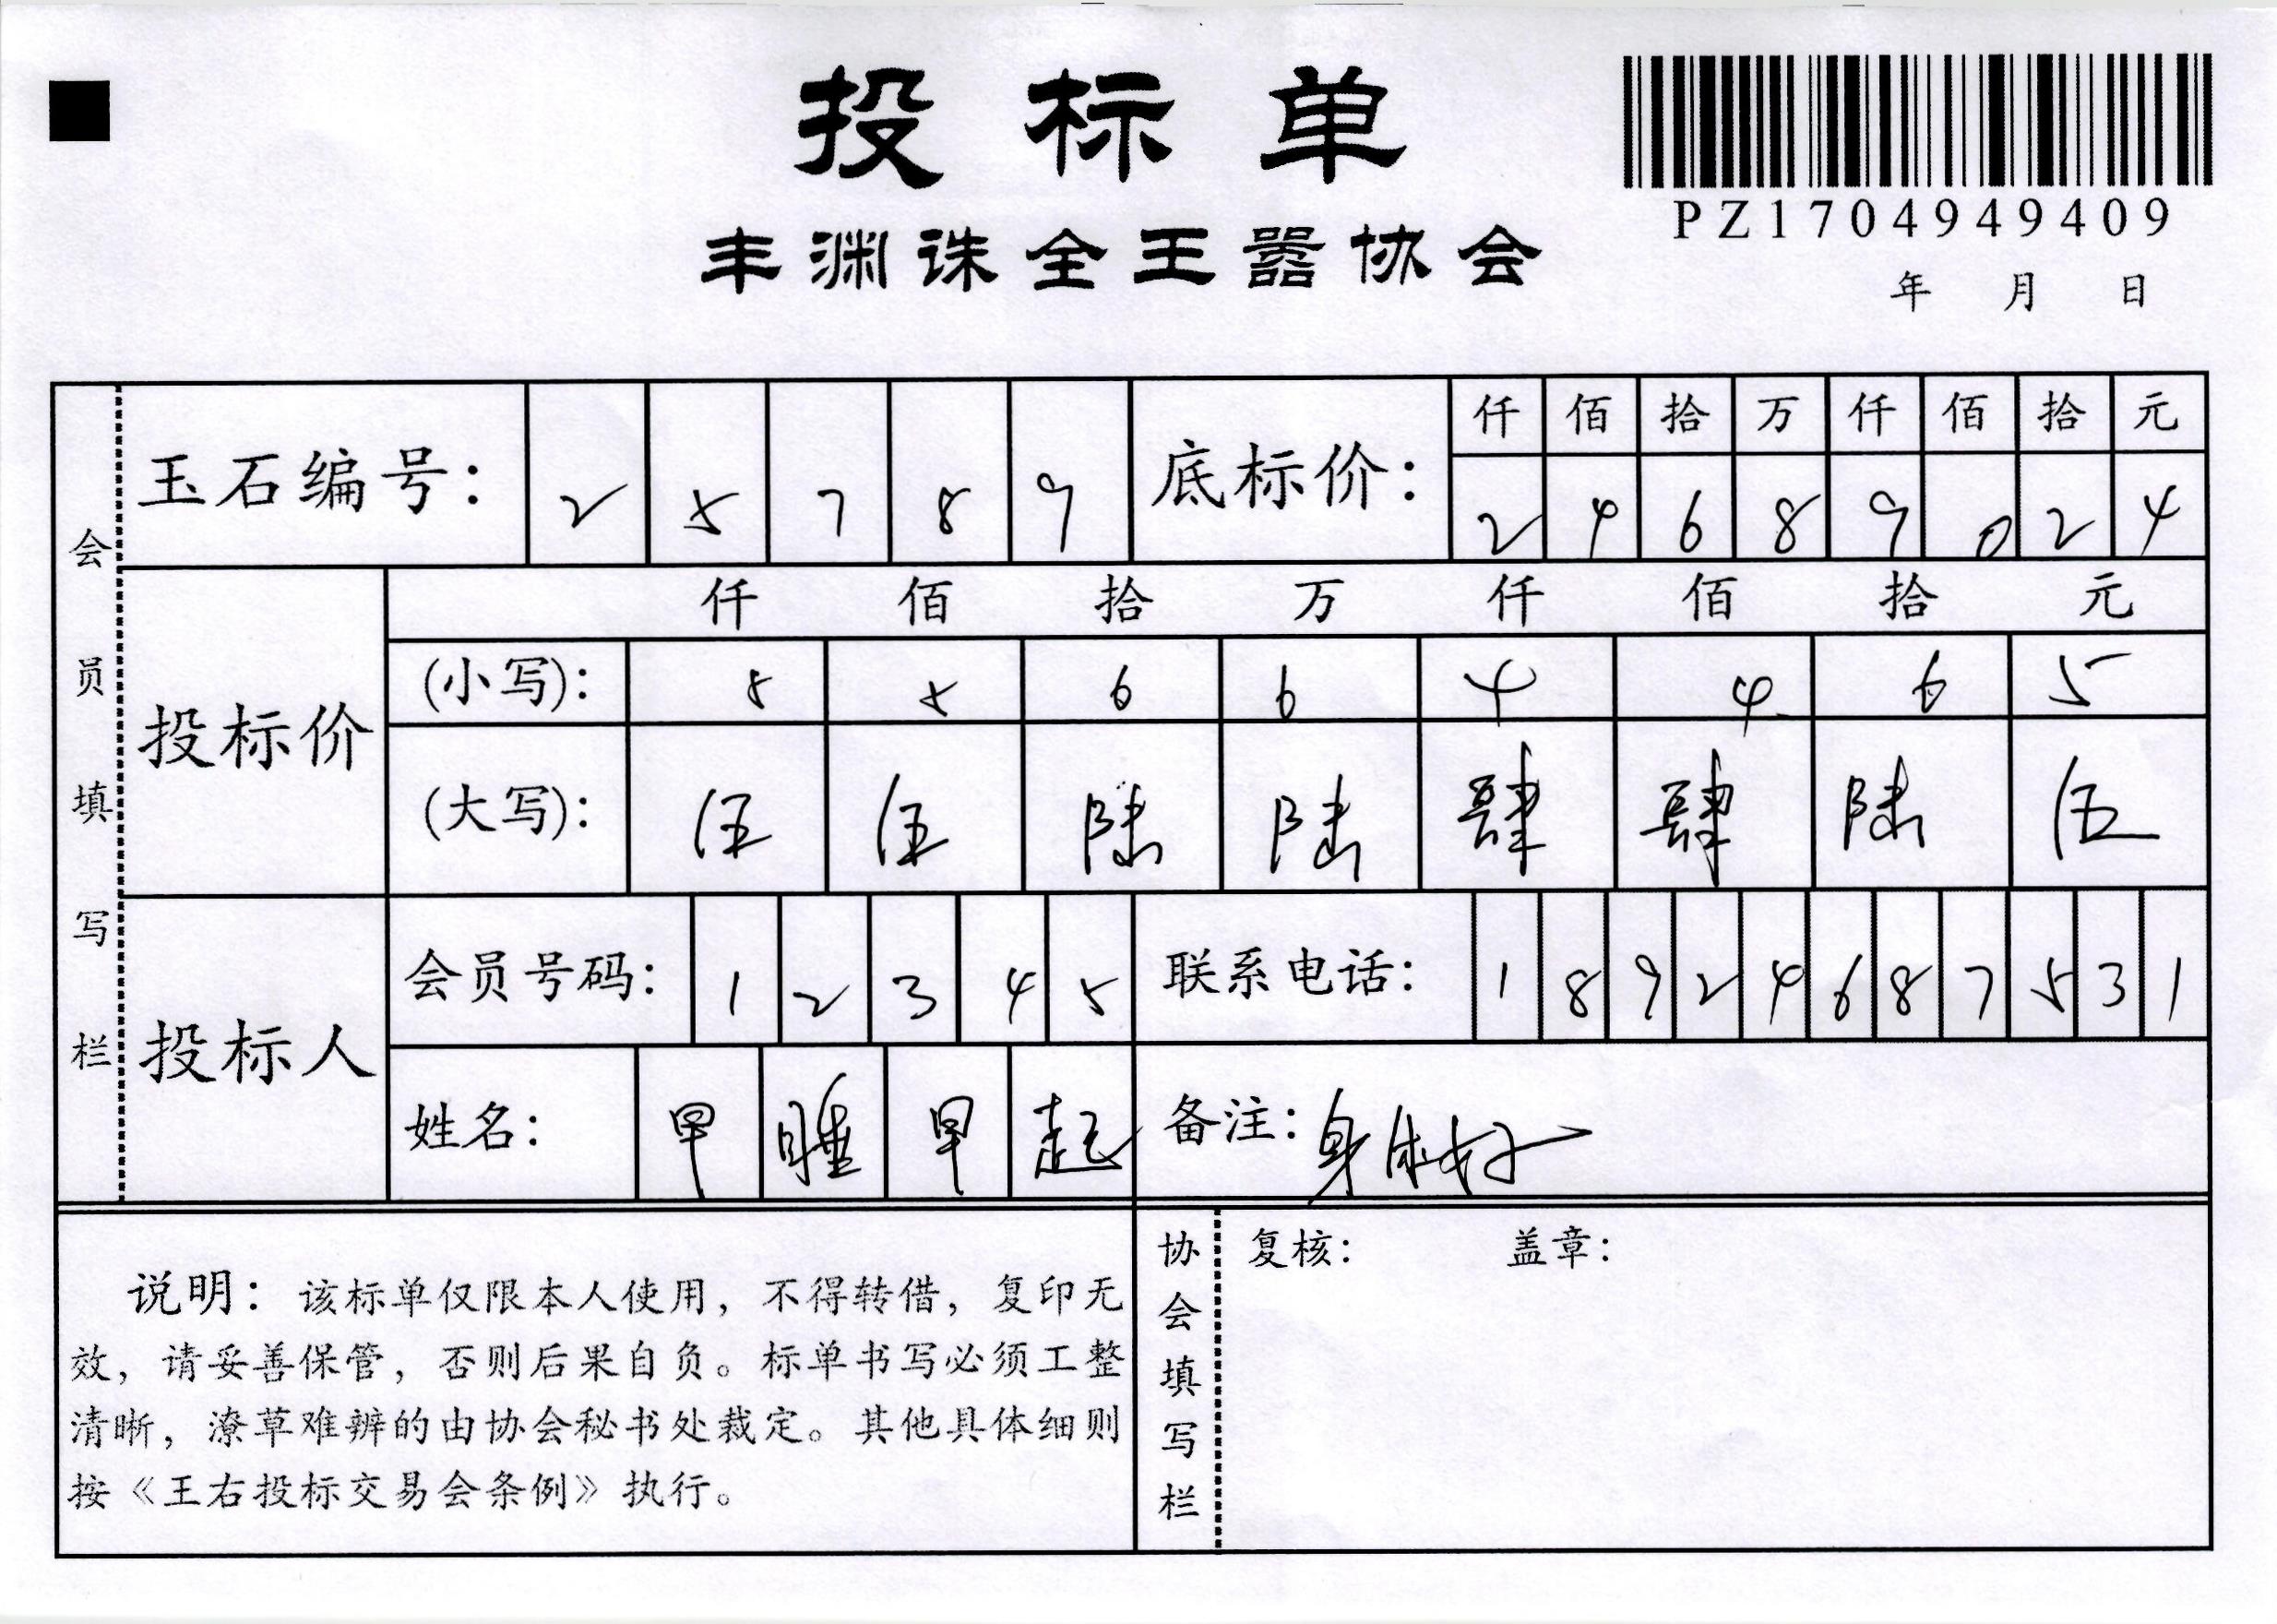 投标单
PZ1704949409
丰渊诛全王嚣协会
年 月 日
会员填写栏
玉石编号： 2 5 7 8 9
底标价： 仟 佰 拾 万 仟 佰 拾 元
2 4 6 8 9 0 2 4
投标价
仟 佰 拾 万 仟 佰 拾 元
(小写)： 5 5 6 6 4 4 6 5
(大写)： 伍 伍 陆 陆 肆 肆 陆 伍
投标人
会员号码： 1 2 3 4 5
联系电话： 1 8 9 2 4 6 8 7 5 3 1
姓名： 早 睡 早 起
备注：身体好
说明：该标单仅限本人使用，不得转借，复印无
效，请妥善保管，否则后果自负。标单书写必须工整
清晰，潦草难辨的由协会秘书处裁定。其他具体细则
按《王右投标交易会条例》执行。
协会填写栏
复核： 盖章：